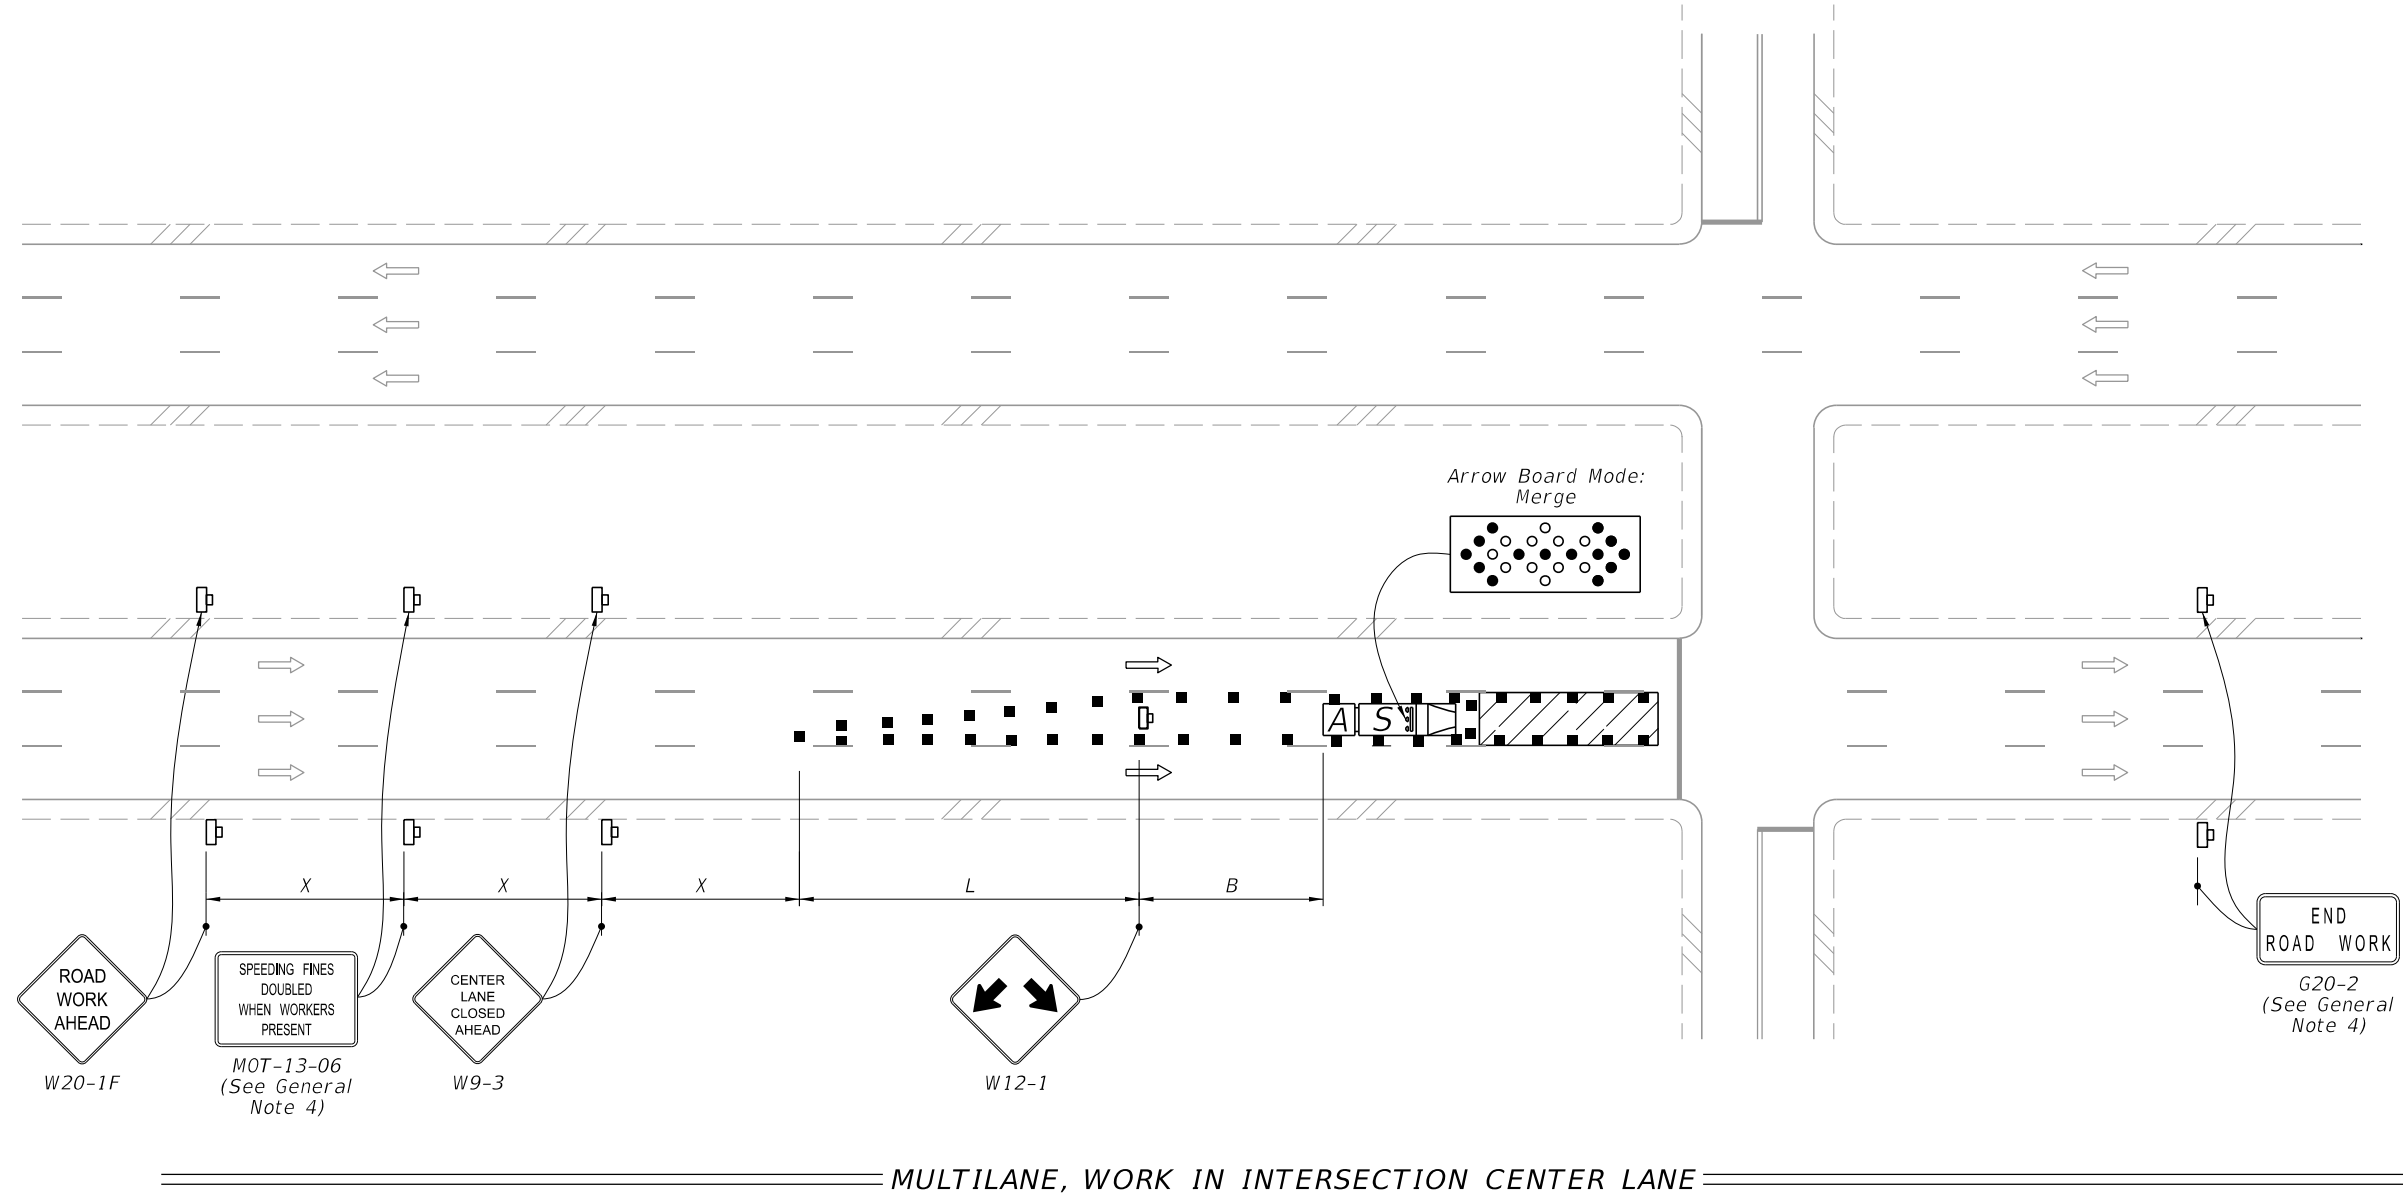 Arrow Board Mode:
Merge
A S
X X X L B
ROAD
WORK
AHEAD
W20-1F
SPEEDING FINES
DOUBLED
WHEN WORKERS
PRESENT
MOT-13-06
(See General
Note 4)
CENTER
LANE
CLOSED
AHEAD
W9-3
W12-1
END
ROAD WORK
G20-2
(See General
Note 4)
MULTILANE, WORK IN INTERSECTION CENTER LANE